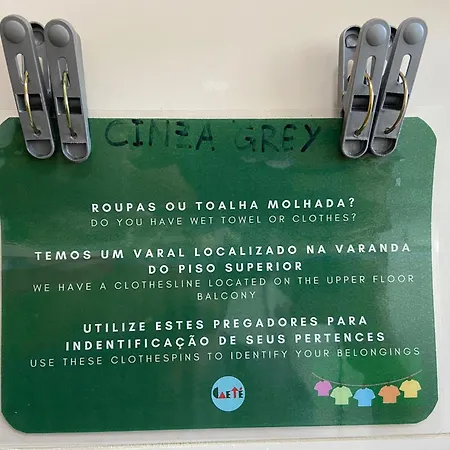 CINZA GREY
ROUPAS OU TOALHA MOLHADA?
DO YOU HAVE WET TOWEL OR CLOTHES?
TEMOS UM VARAL LOCALIZADO NA VARANDA
DO PISO SUPERIOR
WE HAVE A CLOTHESLINE LOCATED ON THE UPPER FLOOR
BALCONY
UTILIZE ESTES PREGADORES PARA
INDENTIFICAÇÃO DE SEUS PERTENCES
USE THESE CLOTHESPINS TO IDENTIFY YOUR BELONGINGS
CAETÉ